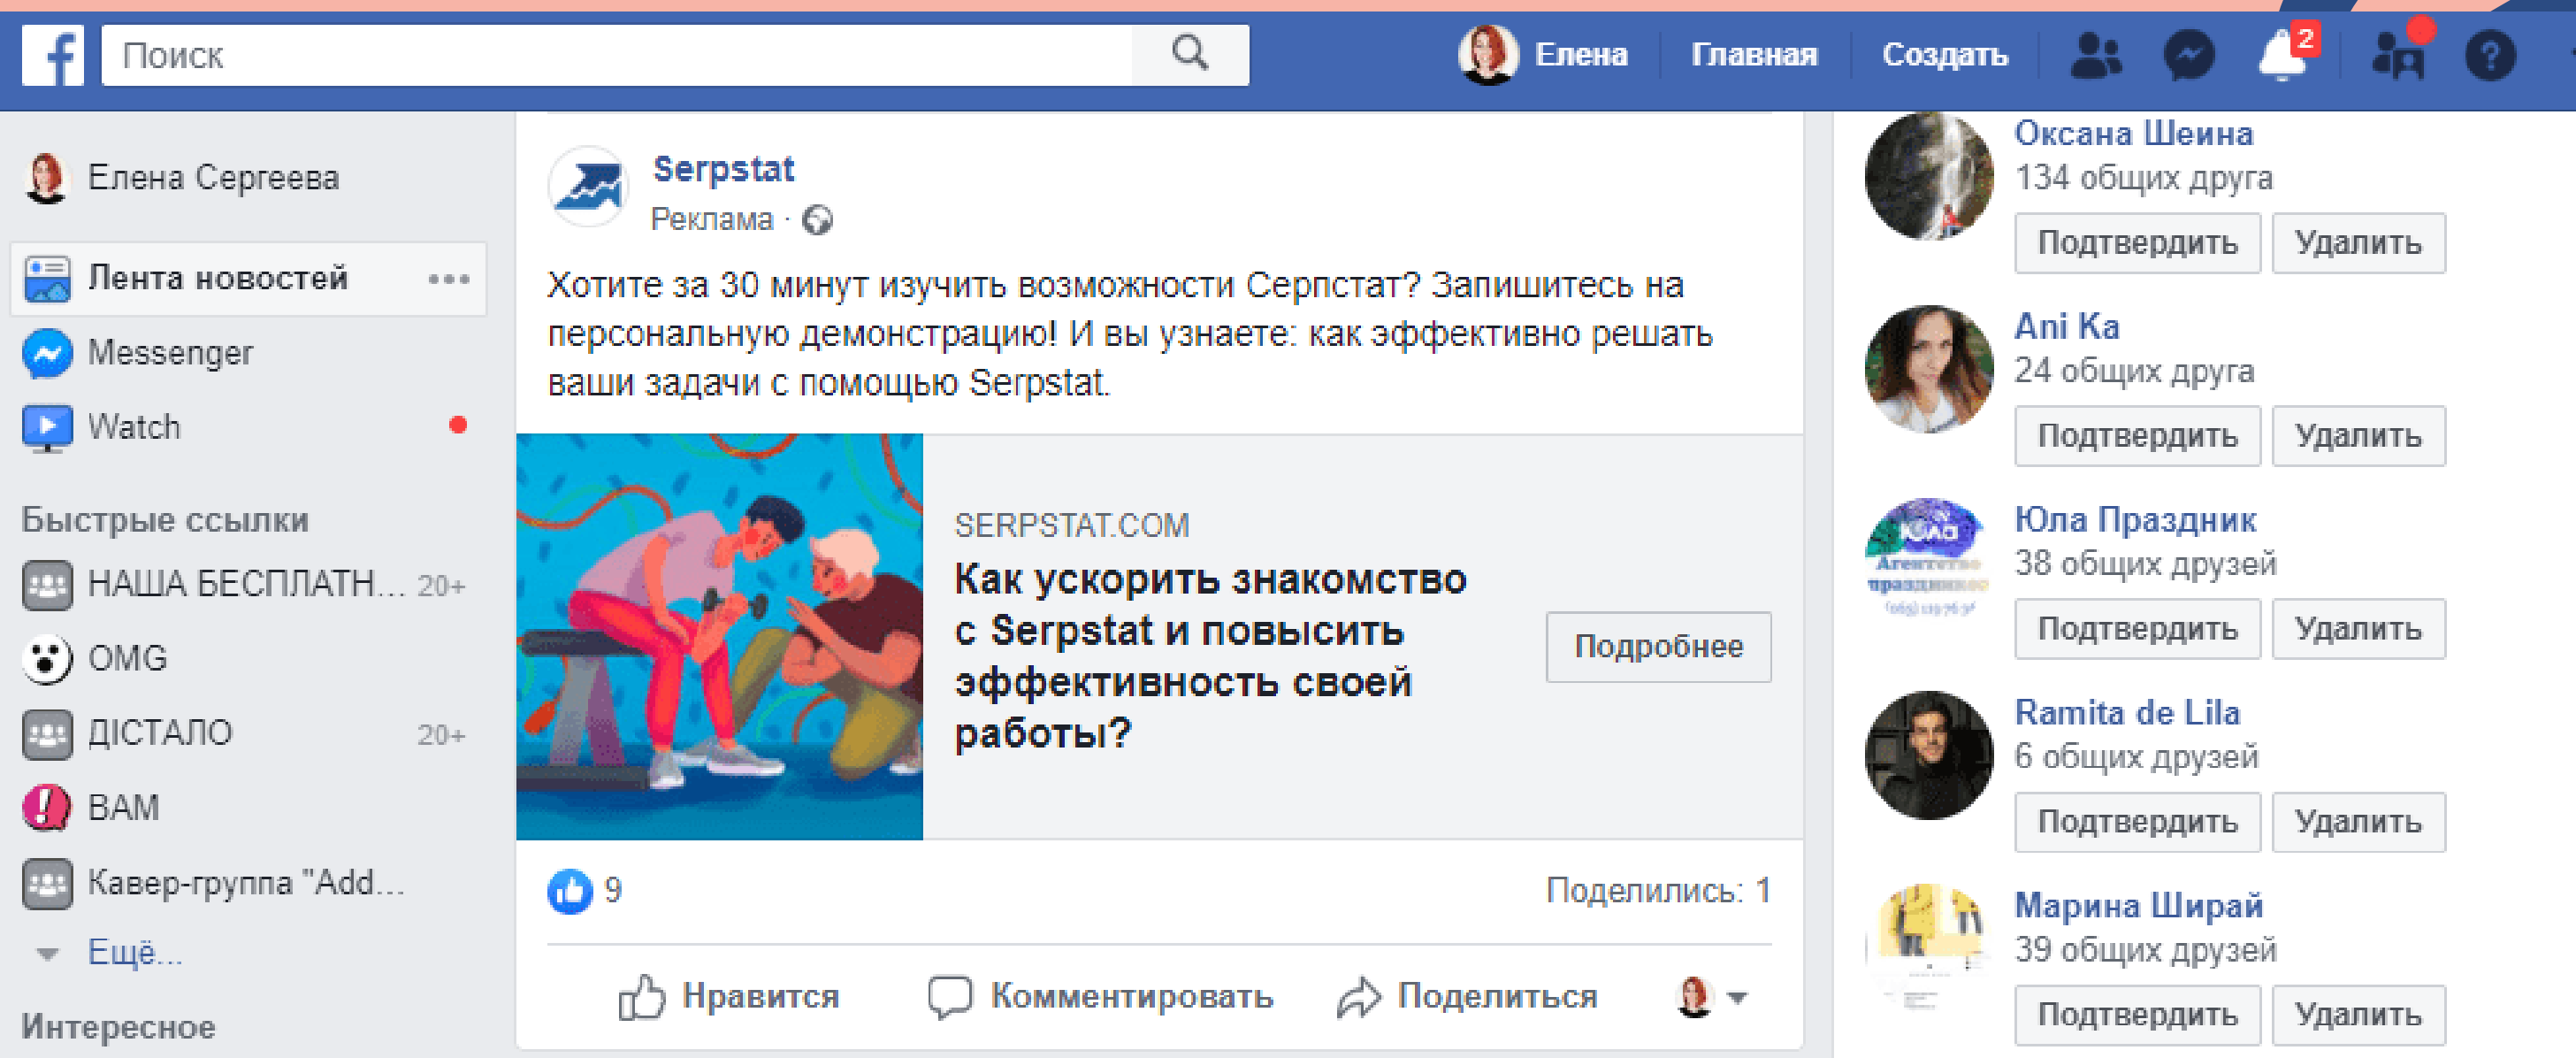 Поиск
Елена
Главная
Создать
2
Елена Сергеева
Лента новостей
Messenger
Watch
Быстрые ссылки
НАША БЕСПЛАТН... 20+
OMG
ДІСТАЛО 20+
BAM
Кавер-группа "Add...
Ещё...
Интересное
Serpstat
Реклама ·
Хотите за 30 минут изучить возможности Серпстат? Запишитесь на
персональную демонстрацию! И вы узнаете: как эффективно решать
ваши задачи с помощью Serpstat.
SERPSTAT.COM
Как ускорить знакомство
с Serpstat и повысить
эффективность своей
работы?
Подробнее
9
Поделились: 1
Нравится
Комментировать
Поделиться
Оксана Шеина
134 общих друга
Подтвердить Удалить
Ani Ka
24 общих друга
Подтвердить Удалить
ЮЛа
Агентство
праздников
Юла Праздник
38 общих друзей
Подтвердить Удалить
Ramita de Lila
6 общих друзей
Подтвердить Удалить
Марина Ширай
39 общих друзей
Подтвердить Удалить